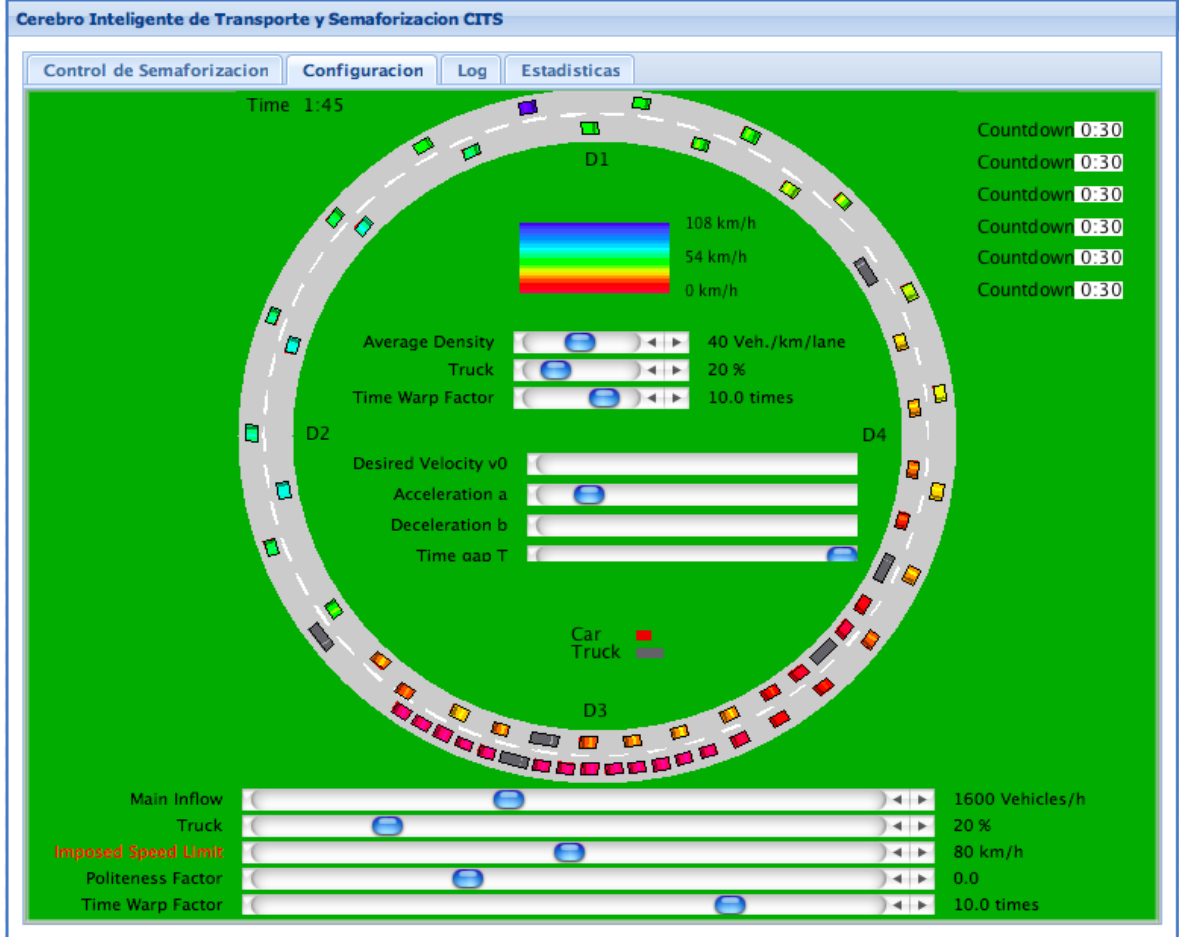 Cerebro Inteligente de Transporte y Semaforizacion CITS
Control de Semaforizacion Configuracion Log Estadisticas
Time 1:45
Countdown 0:30
Countdown 0:30
Countdown 0:30
Countdown 0:30
Countdown 0:30
Countdown 0:30
D1
108 km/h
54 km/h
0 km/h
Average Density 40 Veh./km/lane
Truck 20 %
Time Warp Factor 10.0 times
D2
D4
Desired Velocity v0
Acceleration a
Deceleration b
Time gap T
Car
Truck
D3
Main Inflow 1600 Vehicles/h
Truck 20 %
Imposed Speed Limit 80 km/h
Politeness Factor 0.0
Time Warp Factor 10.0 times